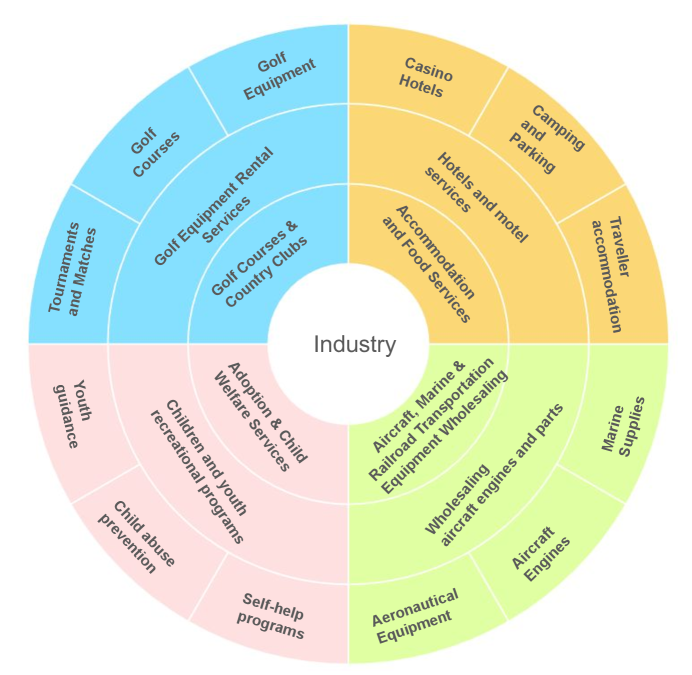 Industry
Accommodation
and Food Services
Hotels and motel
services
Casino
Hotels
Camping
and
Parking
Traveller
accommodation
Aircraft, Marine &
Railroad Transportation
Equipment Wholesaling
Wholesaling
aircraft engines and parts
Marine
Supplies
Aircraft
Engines
Aeronautical
Equipment
Adoption & Child
Welfare Services
Children and youth
recreational programs
Self-help
programs
Child abuse
prevention
Youth
guidance
Golf Courses &
Country Clubs
Golf Equipment Rental
Services
Tournaments
and Matches
Golf
Courses
Golf
Equipment